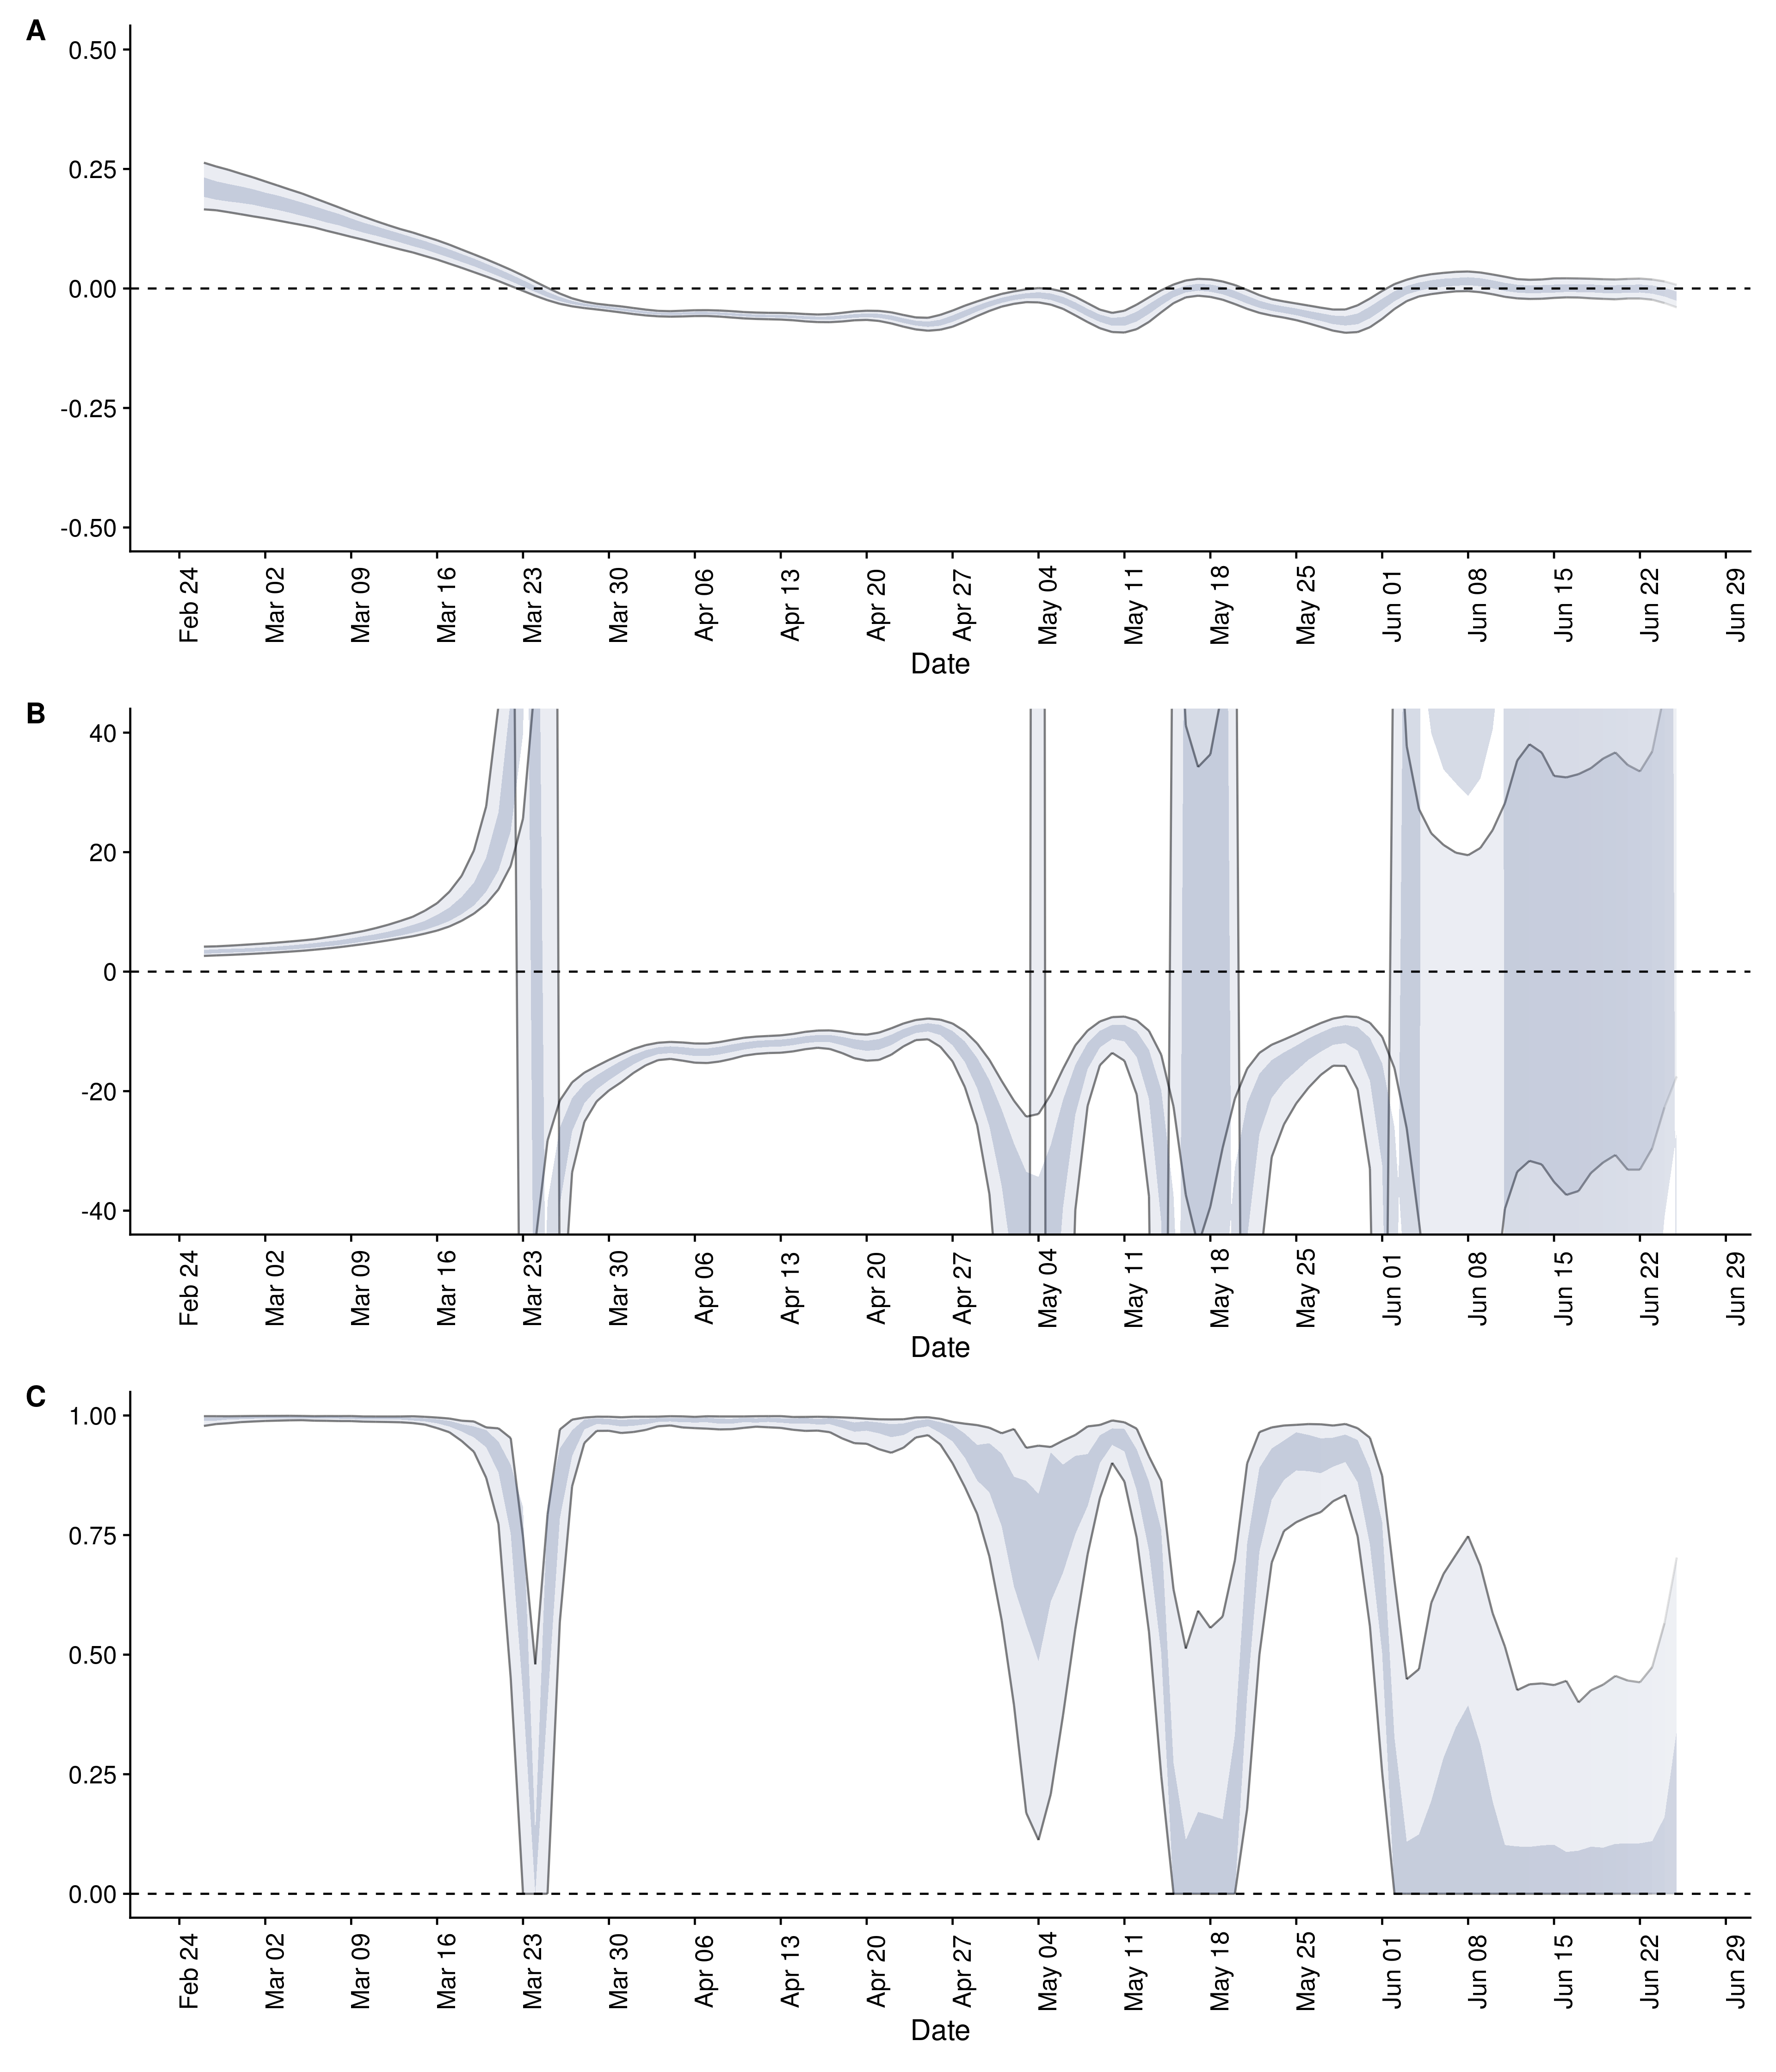 A
0.50
0.25
0.00
-0.25
-0.50
Feb 24
Mar 02
Mar 09
Mar 16
Mar 23
Mar 30
Apr 06
Apr 13
Apr 20
Apr 27
May 04
May 11
May 18
May 25
Jun 01
Jun 08
Jun 15
Jun 22
Jun 29
Date
B
40
20
0
-20
-40
Feb 24
Mar 02
Mar 09
Mar 16
Mar 23
Mar 30
Apr 06
Apr 13
Apr 20
Apr 27
May 04
May 11
May 18
May 25
Jun 01
Jun 08
Jun 15
Jun 22
Jun 29
Date
C
1.00
0.75
0.50
0.25
0.00
Feb 24
Mar 02
Mar 09
Mar 16
Mar 23
Mar 30
Apr 06
Apr 13
Apr 20
Apr 27
May 04
May 11
May 18
May 25
Jun 01
Jun 08
Jun 15
Jun 22
Jun 29
Date